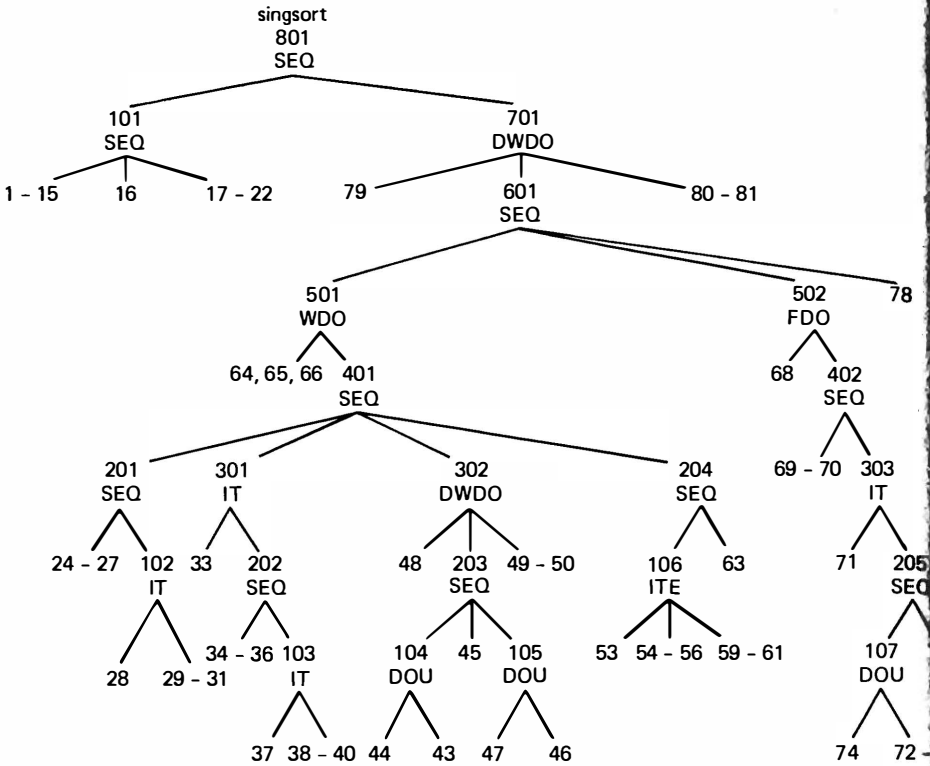 singsort
801
SEQ
101 701
SEQ DWDO
1 – 15 16 17 – 22 79 601 80 – 81
SEQ
501 502 78
WDO FDO
64, 65, 66 401 68 402
SEQ SEQ
201 301 302 204 69 – 70 303
SEQ IT DWDO SEQ IT
24 – 27 102 33 202 48 203 49 – 50 106 63 71 205
IT SEQ SEQ ITE SEQ
28 29 – 31 34 – 36 103 104 45 105 53 54 – 56 59 – 61 107
IT DOU DOU DOU
37 38 – 40 44 43 47 46 74 72 –